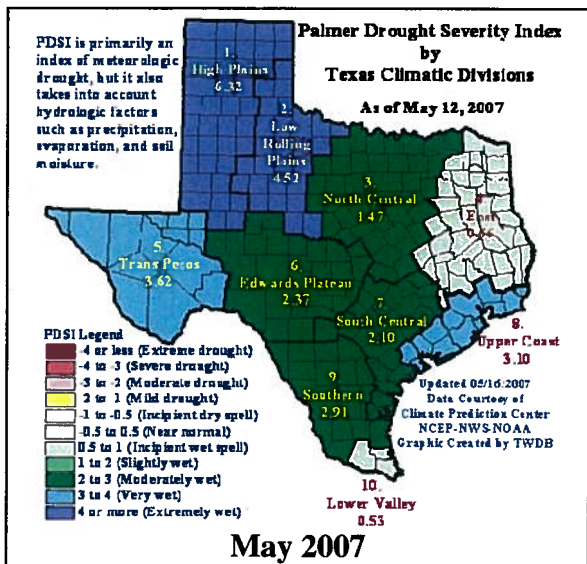 PDSI is primarily an
index of meteorologic
drought, but it also
takes into account
hydrologic factors
such as precipitation,
evaporation, and soil
moisture.
Palmer Drought Severity Index
by
Texas Climatic Divisions
As of May 12, 2007
1.
High Plains
6.32
2.
Low
Rolling
Plains
4.52
3.
North Central
1.47
East
5.
Trans Pecos
3.62
6.
Edwards Plateau
2.37
7.
South Central
2.10
8.
Upper Coast
3.10
9.
Southern
2.91
10.
Lower Valley
0.53
PDSI Legend
-4 or less (Extreme drought)
-4 to -3 (Severe drought)
-3 to -2 (Moderate drought)
2 to 1 (Mild drought)
-1 to -0.5 (Incipient dry spell)
-0.5 to 0.5 (Near normal)
0.5 to 1 (Incipient wet spell)
1 to 2 (Slightly wet)
2 to 3 (Moderately wet)
3 to 4 (Very wet)
4 or more (Extremely wet)
Updated 05/16/2007
Data Courtesy of
Climate Prediction Center
NCEP-NWS-NOAA
Graphic Created by TWDB
May 2007